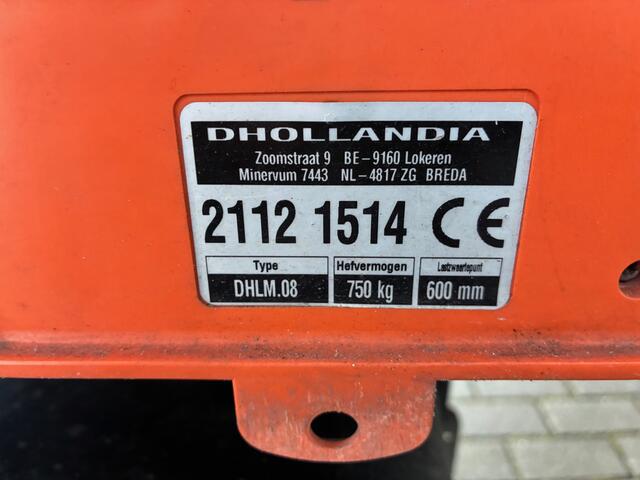 DHOLLANDIA
Zoomstraat 9 BE-9160 Lokeren
Minervum 7443 NL-4817 ZG BREDA
2112 1514 CE
Type Hefvermogen Lastzwaartepunt
DHLM.08 750 kg 600 mm